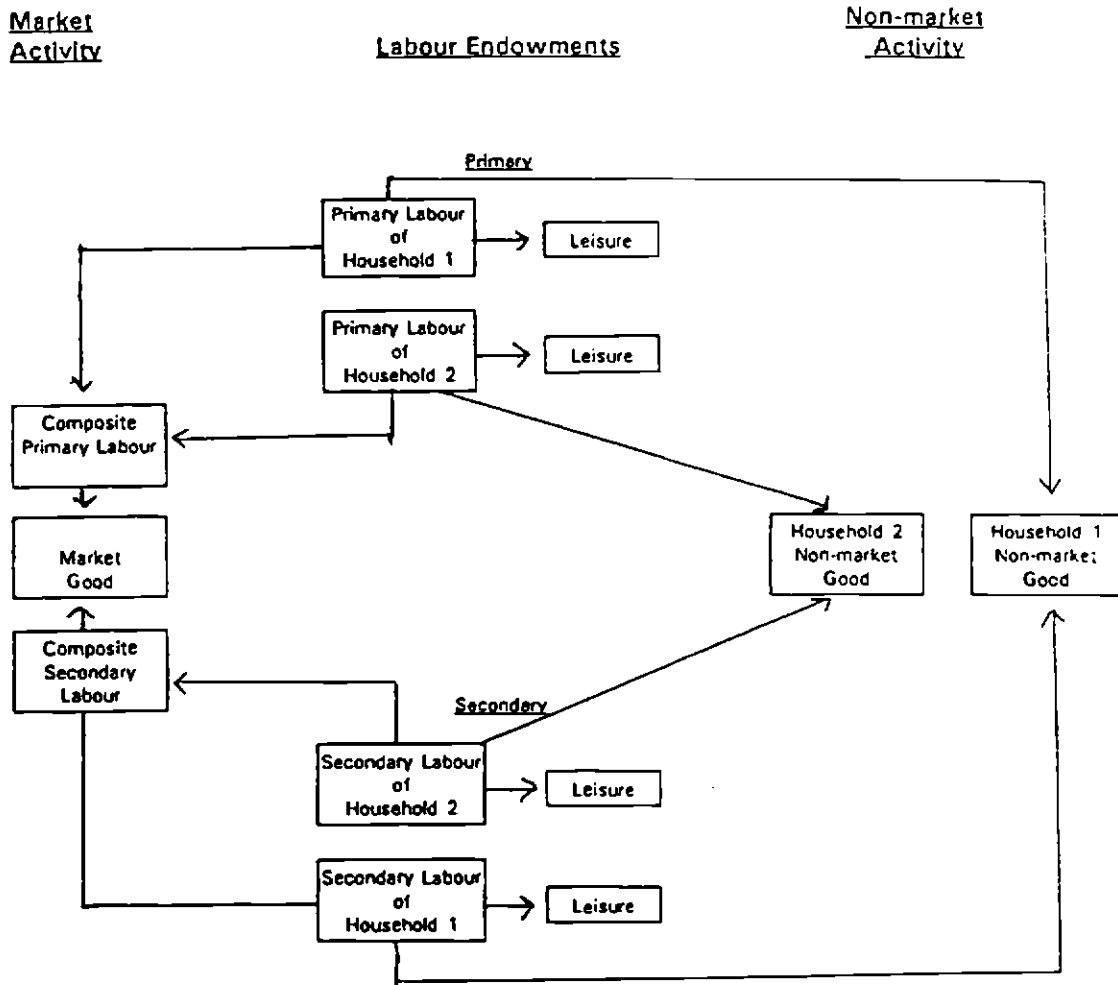 Market
Activity
Labour Endowments
Non-market
Activity
Primary
Primary Labour
of
Household 1
Leisure
Primary Labour
of
Household 2
Leisure
Composite
Primary Labour
Market
Good
Household 2
Non-market
Good
Household 1
Non-market
Good
Composite
Secondary
Labour
Secondary
Secondary Labour
of
Household 2
Leisure
Secondary Labour
of
Household 1
Leisure